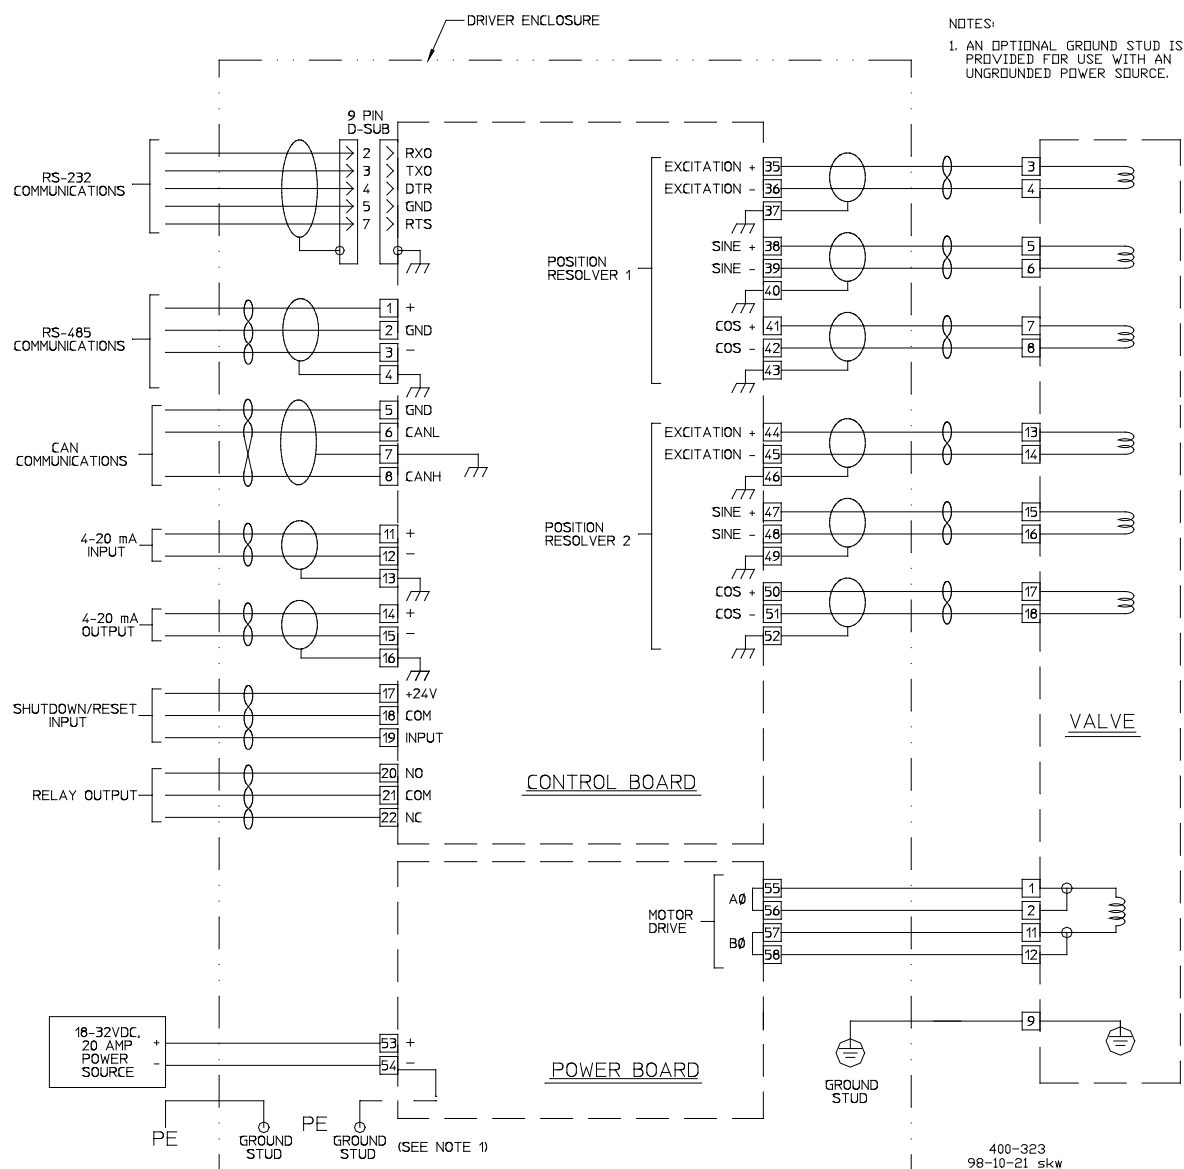 DRIVER ENCLOSURE
NOTES:
1. AN OPTIONAL GROUND STUD IS
PROVIDED FOR USE WITH AN
UNGROUNDED POWER SOURCE.
9 PIN
D-SUB
RS-232
COMMUNICATIONS
2 RXO
3 TXO
4 DTR
5 GND
7 RTS
RS-485
COMMUNICATIONS
1 +
2 GND
3 -
4
CAN
COMMUNICATIONS
5 GND
6 CANL
7
8 CANH
4-20 mA
INPUT
11 +
12 -
13
4-20 mA
OUTPUT
14 +
15 -
16
SHUTDOWN/RESET
INPUT
17 +24V
18 COM
19 INPUT
RELAY OUTPUT
20 NO
21 COM
22 NC
POSITION
RESOLVER 1
EXCITATION + 35 3
EXCITATION - 36 4
37
SINE + 38 5
SINE - 39 6
40
COS + 41 7
COS - 42 8
43
POSITION
RESOLVER 2
EXCITATION + 44 13
EXCITATION - 45 14
46
SINE + 47 15
SINE - 48 16
49
COS + 50 17
COS - 51 18
52
VALVE
CONTROL BOARD
MOTOR
DRIVE
AØ
BØ
55 1
56 2
57 11
58 12
9
GROUND
STUD
18-32VDC,
20 AMP
POWER
SOURCE
+
-
53 +
54 -
POWER BOARD
PE
GROUND
STUD
PE
GROUND
STUD
(SEE NOTE 1)
400-323
98-10-21 skw